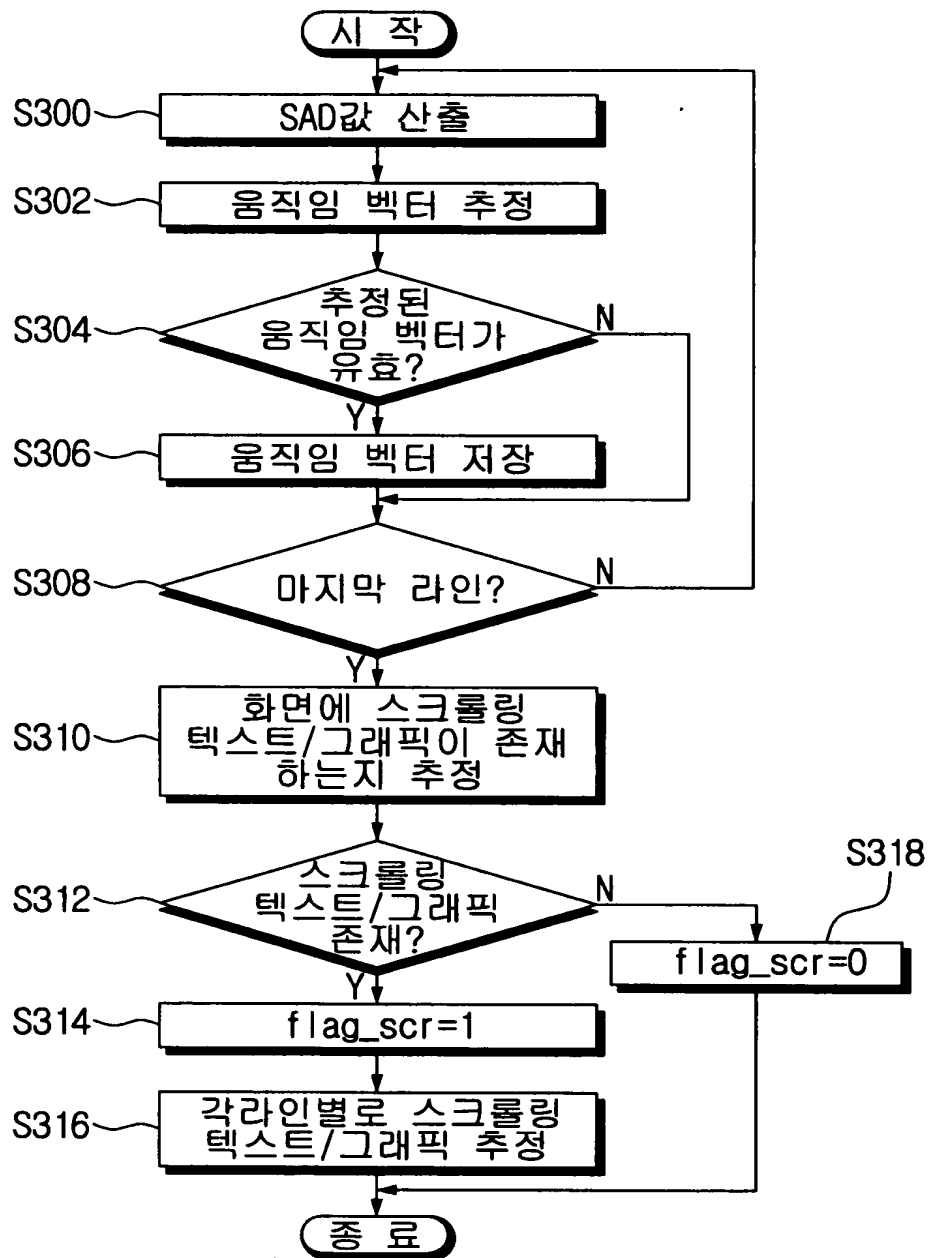 시 작
S300
SAD값 산출
S302
움직임 벡터 추정
S304
추정된
움직임 벡터가
유효?
N
Y
S306
움직임 벡터 저장
S308
마지막 라인?
N
Y
S310
화면에 스크롤링
텍스트/그래픽이 존재
하는지 추정
S312
스크롤링
텍스트/그래픽
존재?
N
S318
flag_scr=0
Y
S314
flag_scr=1
S316
각라인별로 스크롤링
텍스트/그래픽 추정
종 료